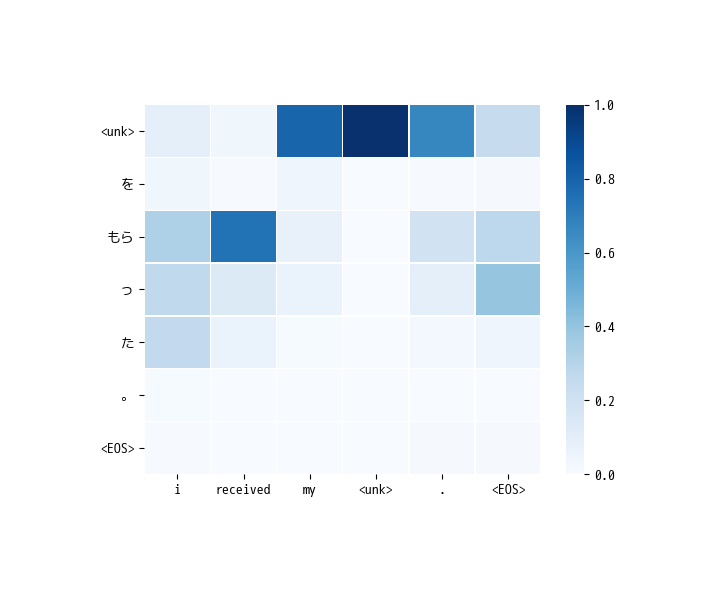 <unk>
を
もら
っ
た
。
<EOS>
i received my <unk> . <EOS>
1.0
0.8
0.6
0.4
0.2
0.0